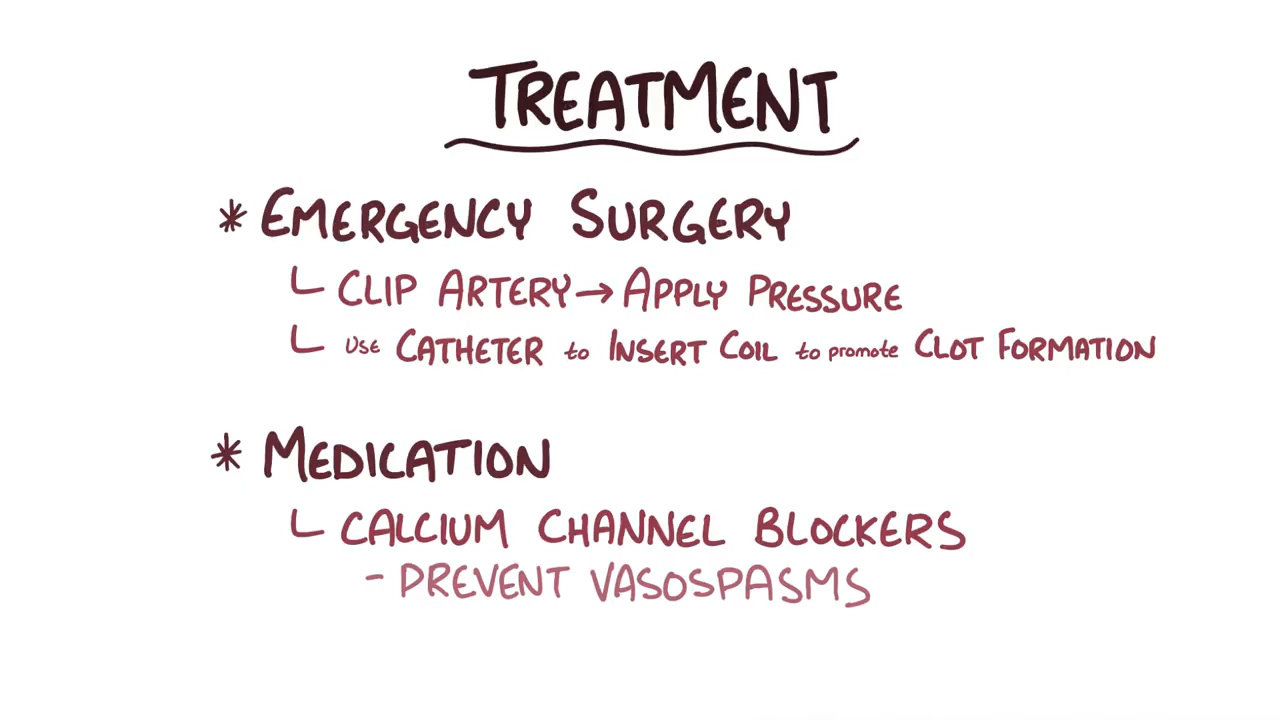 TREATMENT
* EMERGENCY SURGERY
CLIP ARTERY → APPLY PRESSURE
USE CATHETER to INSERT COIL to promote CLOT FORMATION
* MEDICATION
CALCIUM CHANNEL BLOCKERS
- PREVENT VASOSPASMS